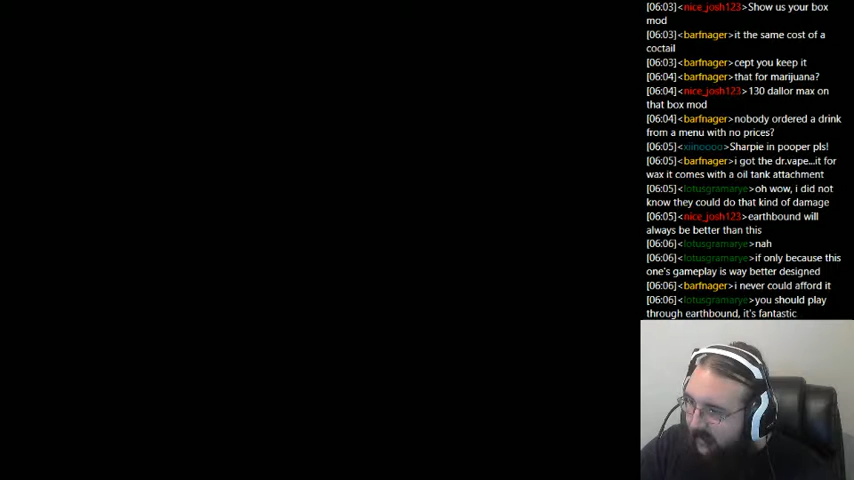 [06:03]<nice_josh123>Show us your box
mod
[06:03]<barfnager>it the same cost of a
coctail
[06:03]<barfnager>cept you keep it
[06:04]<barfnager>that for marijuana?
[06:04]<nice_josh123>130 dallor max on
that box mod
[06:04]<barfnager>nobody ordered a drink
from a menu with no prices?
[06:05]<xiinoooo>Sharpie in pooper pls!
[06:05]<barfnager>i got the dr.vape...it for
wax it comes with a oil tank attachment
[06:05]<lotusgramarye>oh wow, i did not
know they could do that kind of damage
[06:05]<nice_josh123>earthbound will
always be better than this
[06:06]<lotusgramarye>nah
[06:06]<lotusgramarye>if only because this
one's gameplay is way better designed
[06:06]<barfnager>i never could afford it
[06:06]<lotusgramarye>you should play
through earthbound, it's fantastic